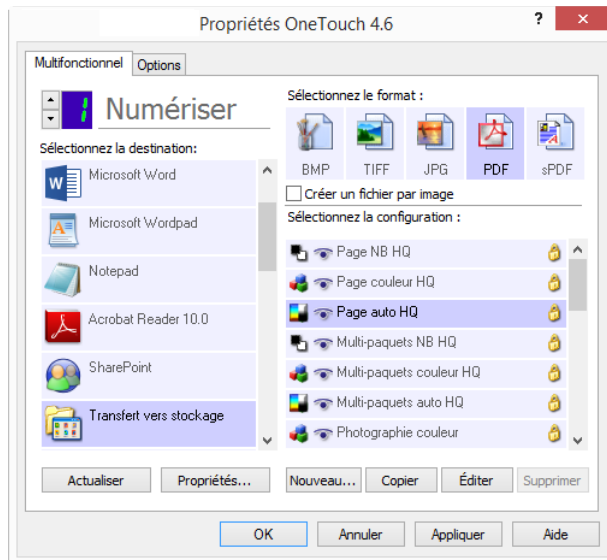 Propriétés OneTouch 4.6
?
Multifonctionnel
Options
1
Numériser
Sélectionnez la destination:
Microsoft Word
Microsoft Wordpad
Notepad
Acrobat Reader 10.0
SharePoint
Transfert vers stockage
Actualiser
Propriétés...
Sélectionnez le format :
BMP
TIFF
JPG
PDF
sPDF
Créer un fichier par image
Sélectionnez la configuration :
Page NB HQ
Page couleur HQ
Page auto HQ
Multi-paquets NB HQ
Multi-paquets couleur HQ
Multi-paquets auto HQ
Photographie couleur
Nouveau...
Copier
Éditer
Supprimer
OK
Annuler
Appliquer
Aide